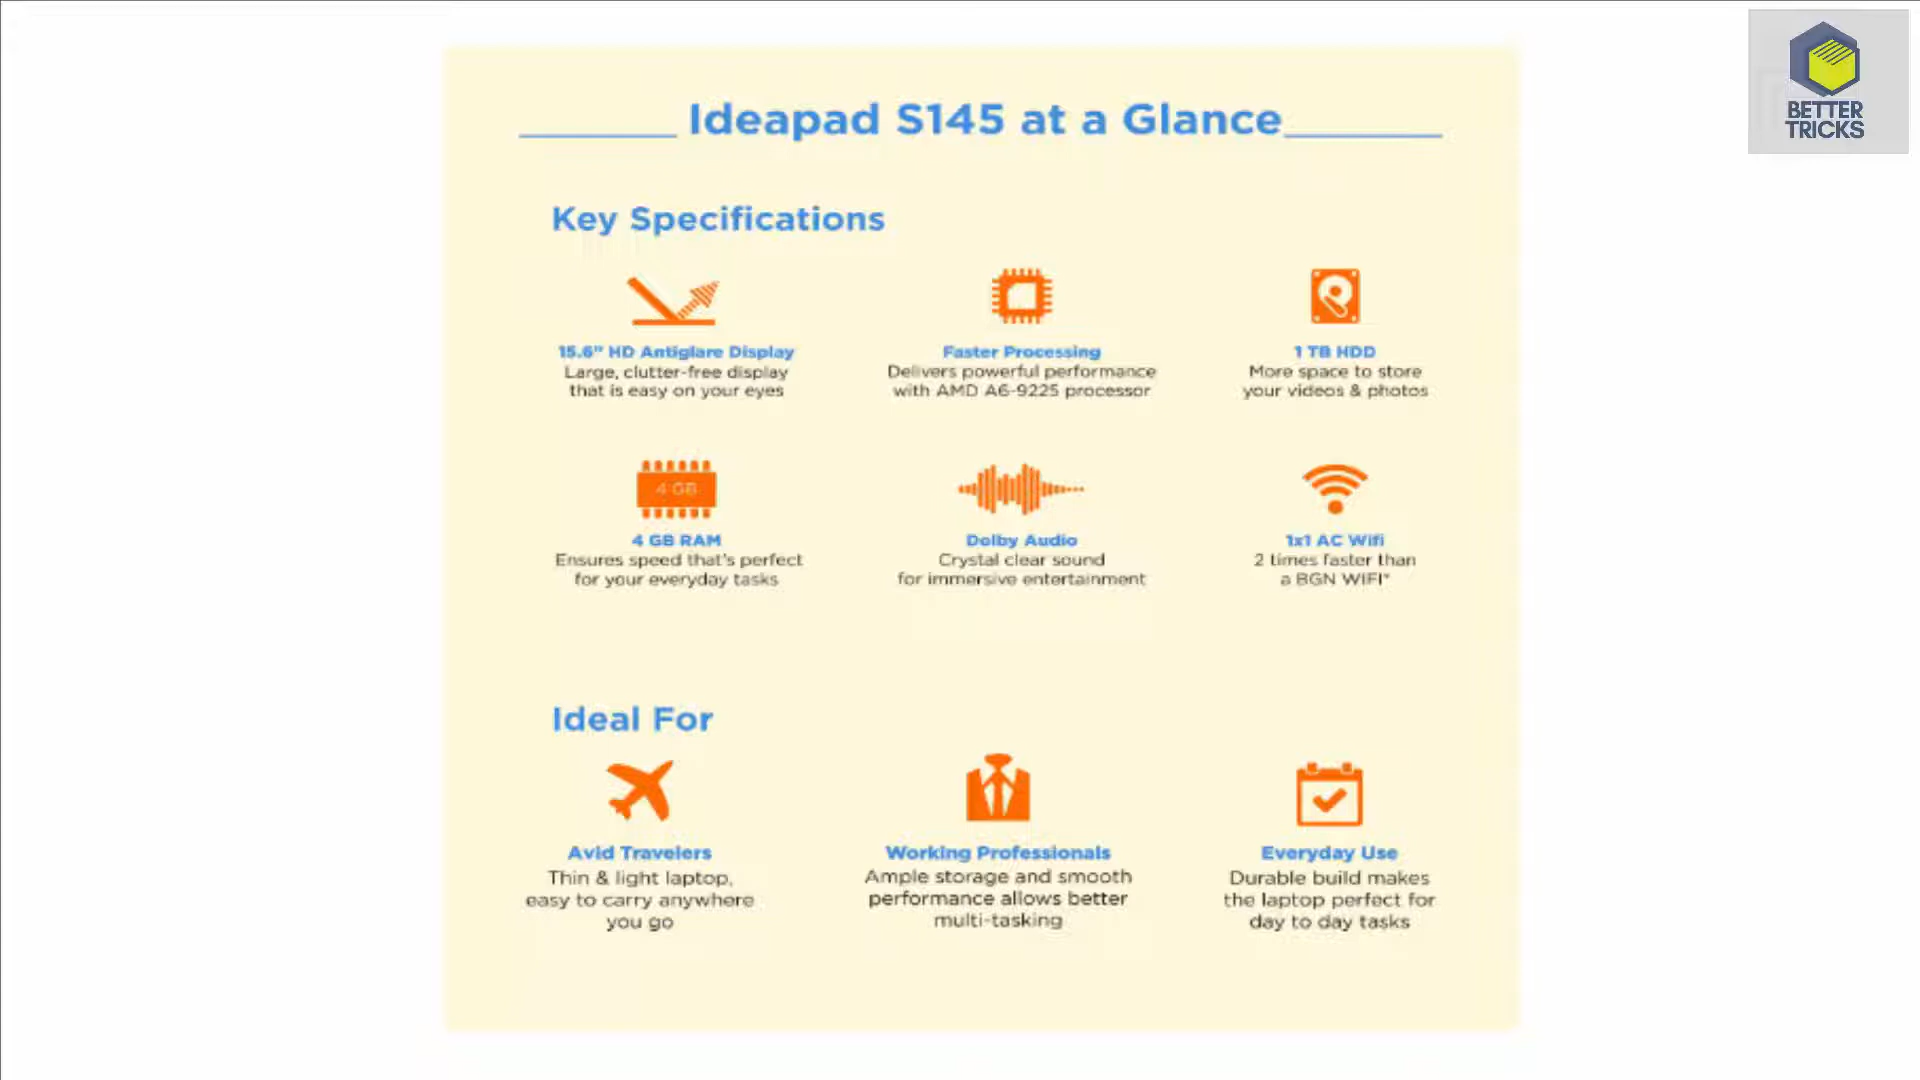 BETTER
TRICKS
Ideapad S145 at a Glance
Key Specifications
15.6" HD Antiglare Display
Large, clutter-free display
that is easy on your eyes
Faster Processing
Delivers powerful performance
with AMD A6-9225 processor
1 TB HDD
More space to store
your videos & photos
4 GB
4 GB RAM
Ensures speed that's perfect
for your everyday tasks
Dolby Audio
Crystal clear sound
for immersive entertainment
1x1 AC Wifi
2 times faster than
a BGN WIFI*
Ideal For
Avid Travelers
Thin & light laptop,
easy to carry anywhere
you go
Working Professionals
Ample storage and smooth
performance allows better
multi-tasking
Everyday Use
Durable build makes
the laptop perfect for
day to day tasks